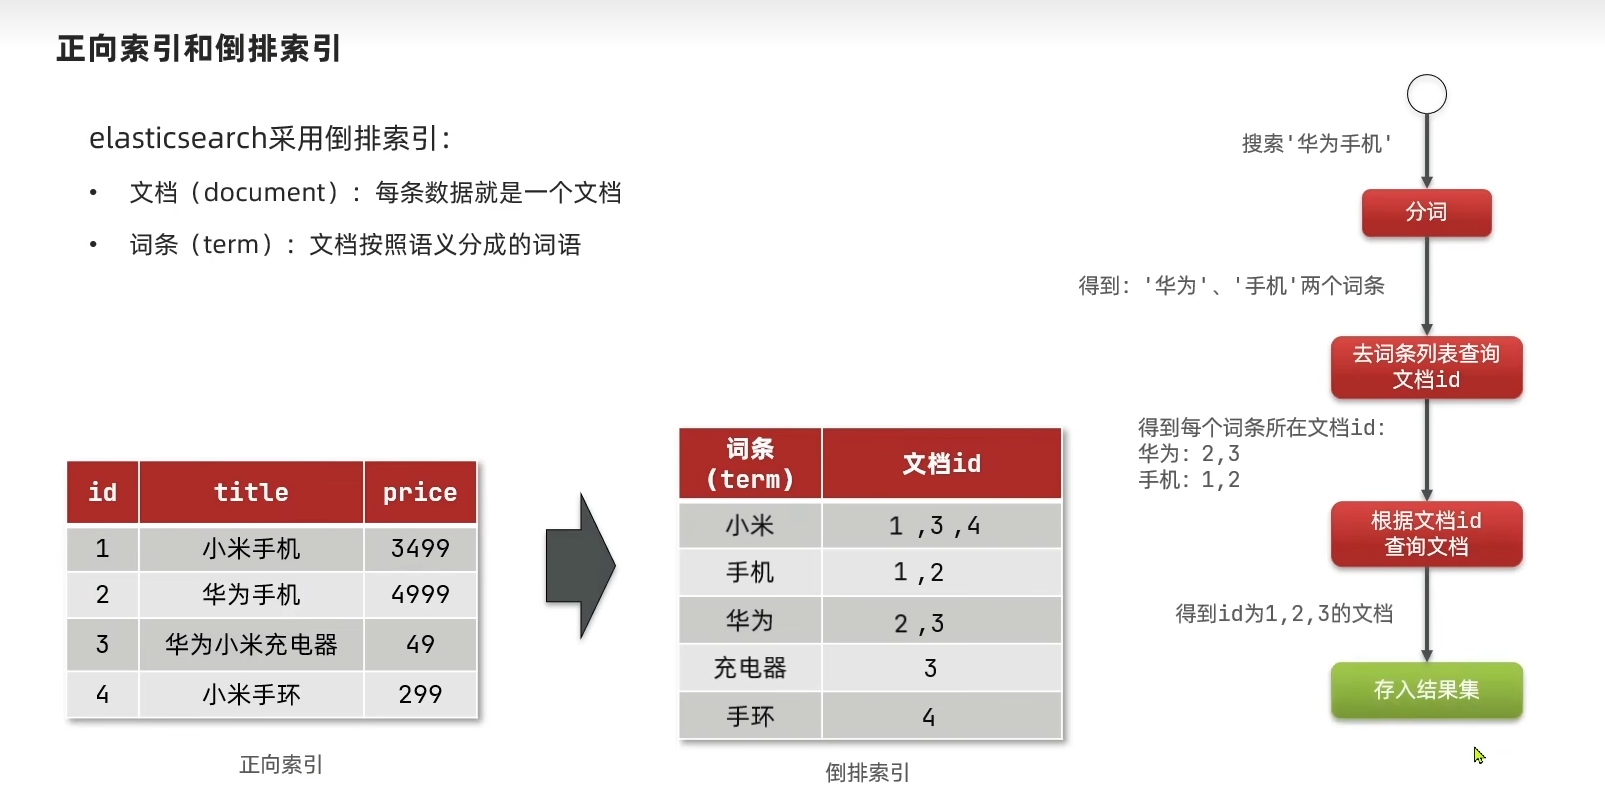 正向索引和倒排索引
elasticsearch采用倒排索引：
• 文档（document）：每条数据就是一个文档
• 词条（term）：文档按照语义分成的词语
id title price
1 小米手机 3499
2 华为手机 4999
3 华为小米充电器 49
4 小米手环 299
正向索引
词条
(term) 文档id
小米 1 ,3 ,4
手机 1 ,2
华为 2 ,3
充电器 3
手环 4
倒排索引
搜索'华为手机'
分词
得到：'华为'、'手机'两个词条
去词条列表查询
文档id
得到每个词条所在文档id：
华为：2,3
手机：1,2
根据文档id
查询文档
得到id为1,2,3的文档
存入结果集